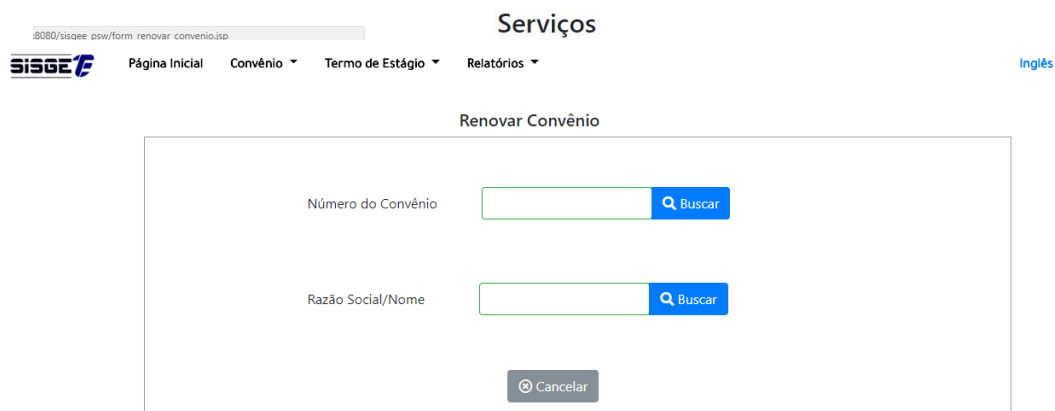 Serviços
:8080/sisgee_psw/form_renovar_convenio.jsp
SISGEE Página Inicial Convênio Termo de Estágio Relatórios Inglês
Renovar Convênio
Número do Convênio Buscar
Razão Social/Nome Buscar
Cancelar